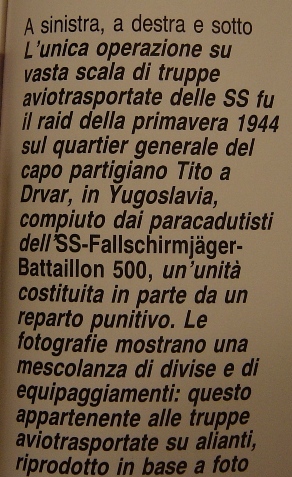 A sinistra, a destra e sotto
L'unica operazione su
vasta scala di truppe
aviotrasportate delle SS fu
il raid della primavera 1944
sul quartier generale del
capo partigiano Tito a
Drvar, in Yugoslavia,
compiuto dai paracadutisti
dell'SS-Fallschirmjäger-
Battaillon 500, un'unità
costituita in parte da un
reparto punitivo. Le
fotografie mostrano una
mescolanza di divise e di
equipaggiamenti: questo
appartenente alle truppe
aviotrasportate su alianti,
riprodotto in base a foto